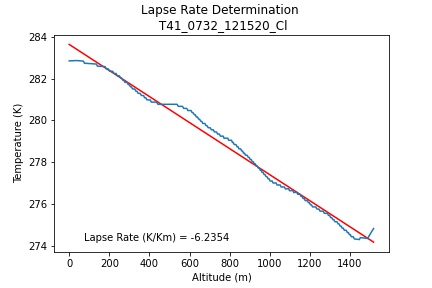 Lapse Rate Determination
T41_0732_121520_Cl
284
282
280
278
276
274
Temperature (K)
Lapse Rate (K/Km) = -6.2354
0 200 400 600 800 1000 1200 1400
Altitude (m)